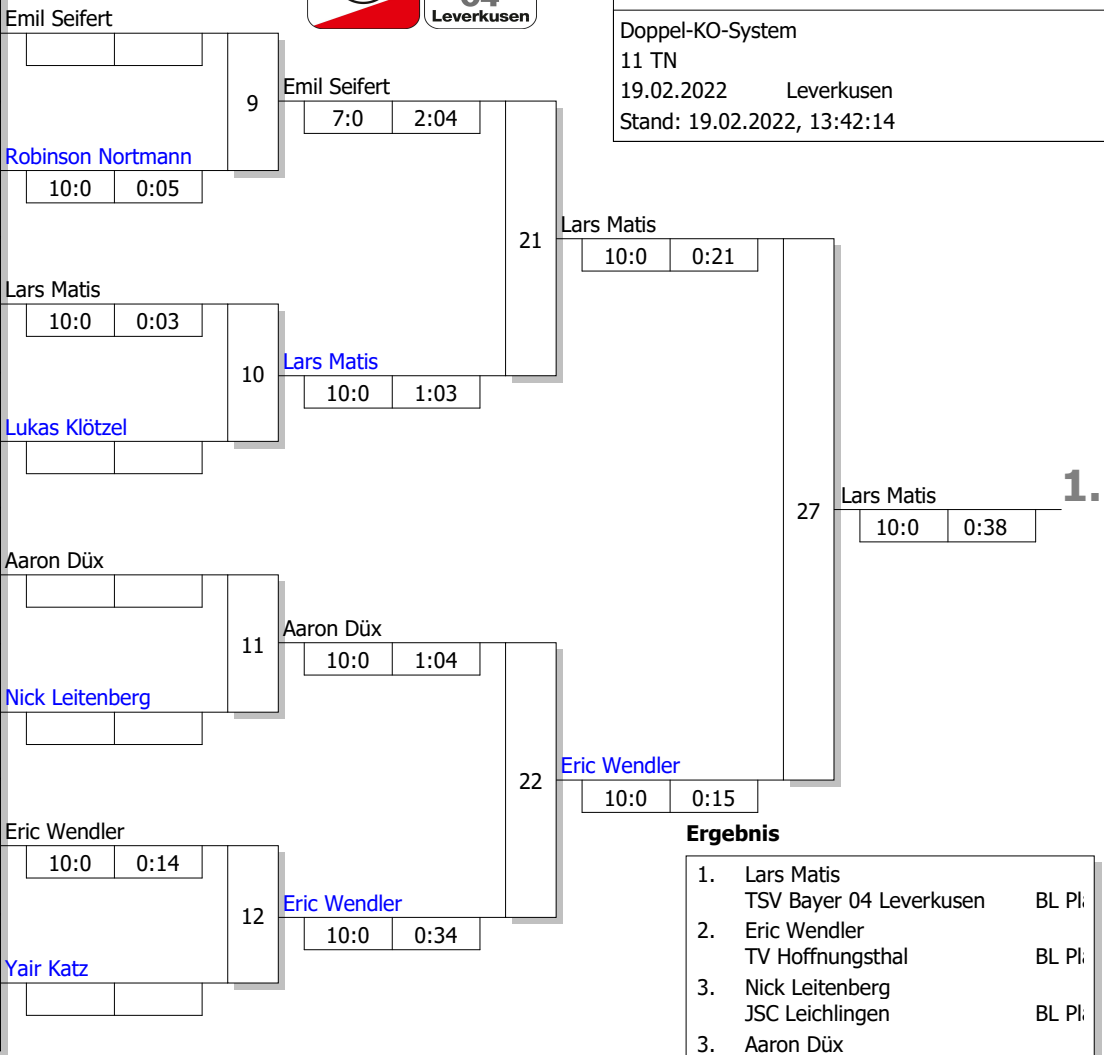 Leverkusen
Doppel-KO-System
11 TN
19.02.2022 Leverkusen
Stand: 19.02.2022, 13:42:14
Emil Seifert
9
Robinson Nortmann
10:0 0:05
Emil Seifert
7:0 2:04
Lars Matis
10:0 0:03
10
Lukas Klötzel
Lars Matis
10:0 1:03
21
Lars Matis
10:0 0:21
Aaron Düx
11
Nick Leitenberg
Aaron Düx
10:0 1:04
Eric Wendler
10:0 0:14
12
Yair Katz
Eric Wendler
10:0 0:34
22
Eric Wendler
10:0 0:15
27
Lars Matis
10:0 0:38
1.
Ergebnis
1. Lars Matis
TSV Bayer 04 Leverkusen BL
2. Eric Wendler
TV Hoffnungsthal BL
3. Nick Leitenberg
JSC Leichlingen BL
3. Aaron Düx